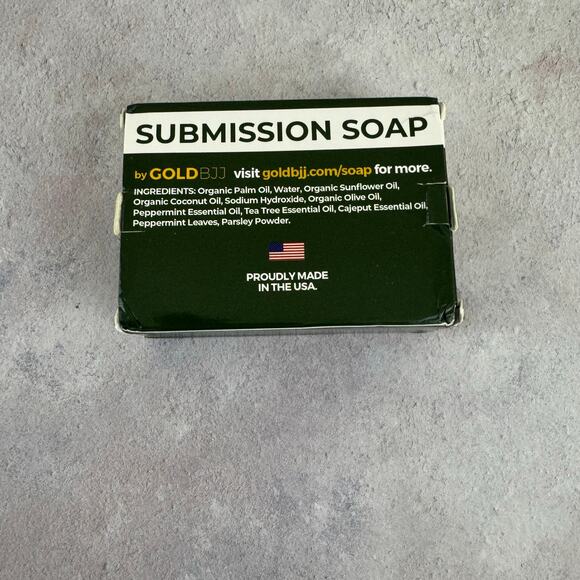 SUBMISSION SOAP
by GOLDBJJ visit goldbjj.com/soap for more.
INGREDIENTS: Organic Palm Oil, Water, Organic Sunflower Oil,
Organic Coconut Oil, Sodium Hydroxide, Organic Olive Oil,
Peppermint Essential Oil, Tea Tree Essential Oil, Cajeput Essential Oil,
Peppermint Leaves, Parsley Powder.
PROUDLY MADE
IN THE USA.